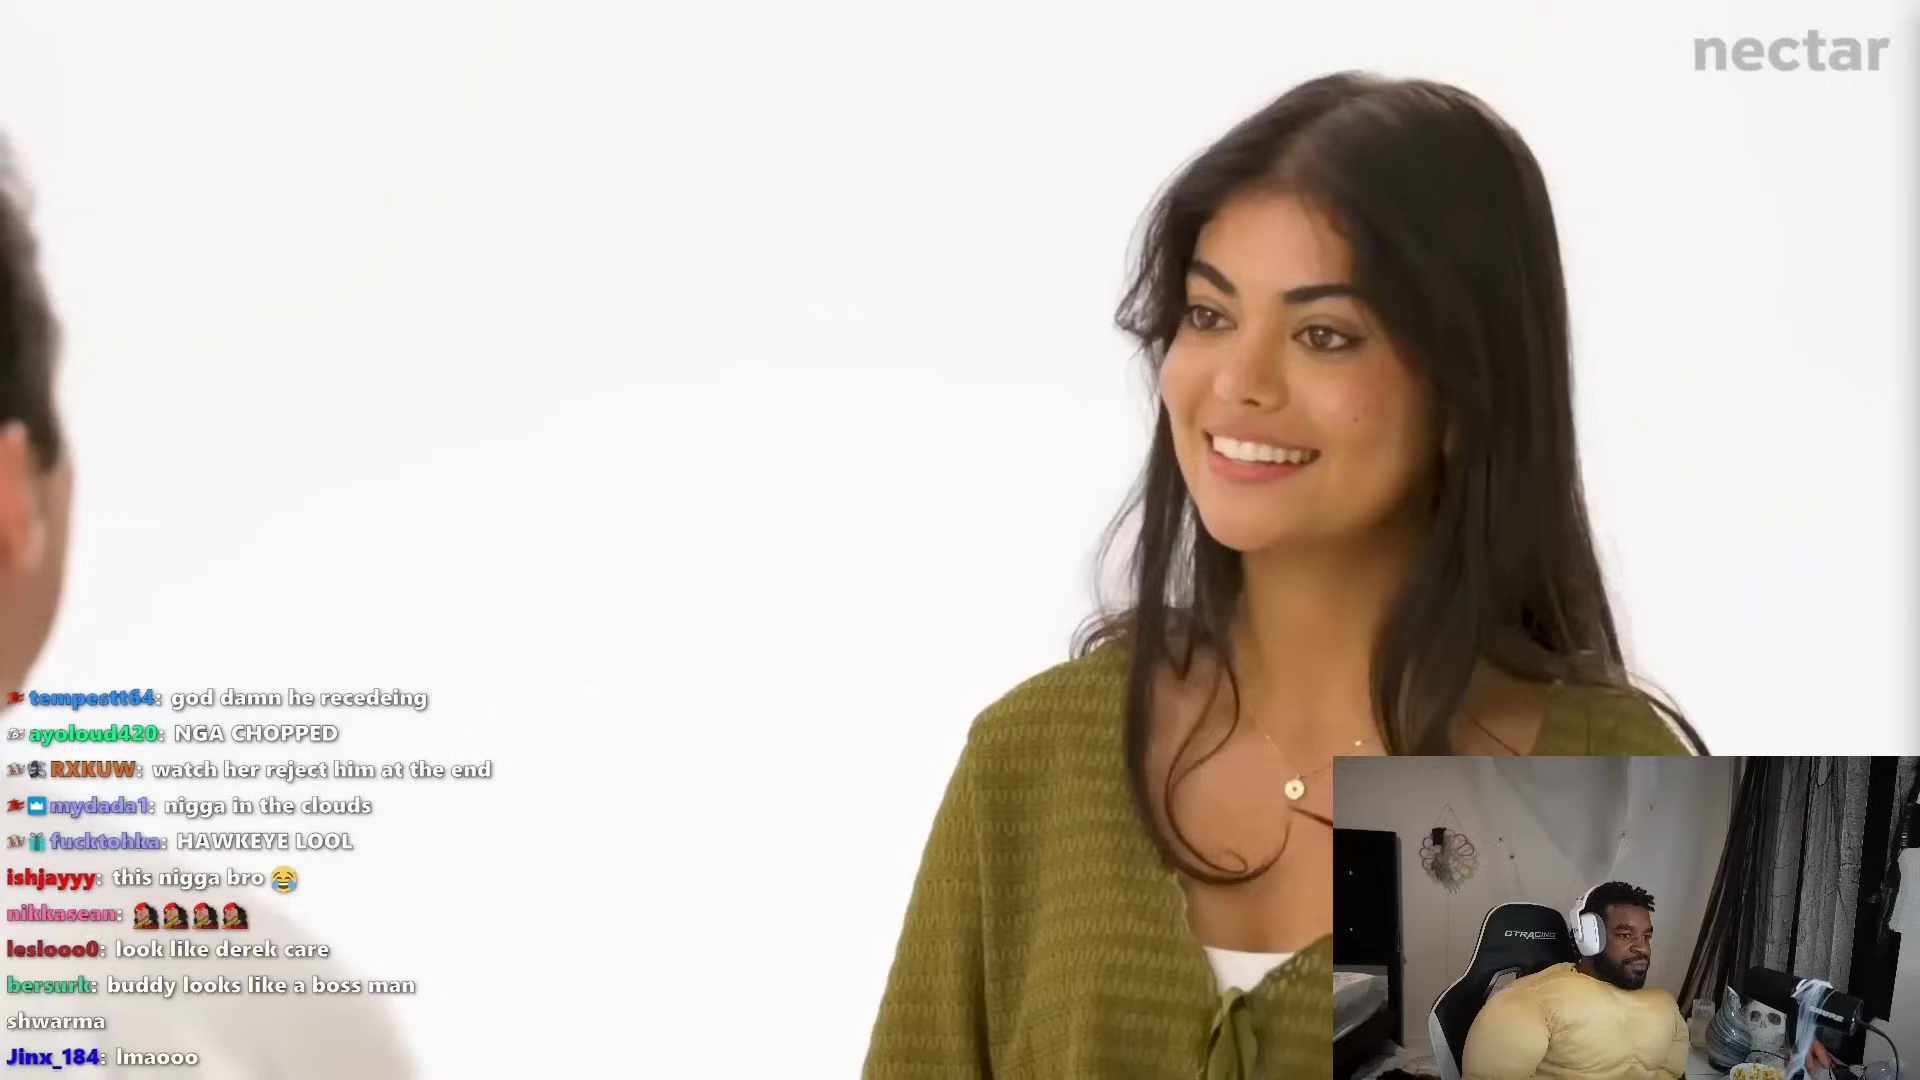 nectar
tempestt64: god damn he recedeing
ayoloud420: NGA CHOPPED
RXKUW: watch her reject him at the end
mydada1: nigga in the clouds
fucktohka: HAWKEYE LOOL
ishjayyy: this nigga bro 😂
nikkasean:
leslooo0: look like derek care
bersurk: buddy looks like a boss man
shwarma
Jinx_184: lmaooo
GTRACING
SHURE